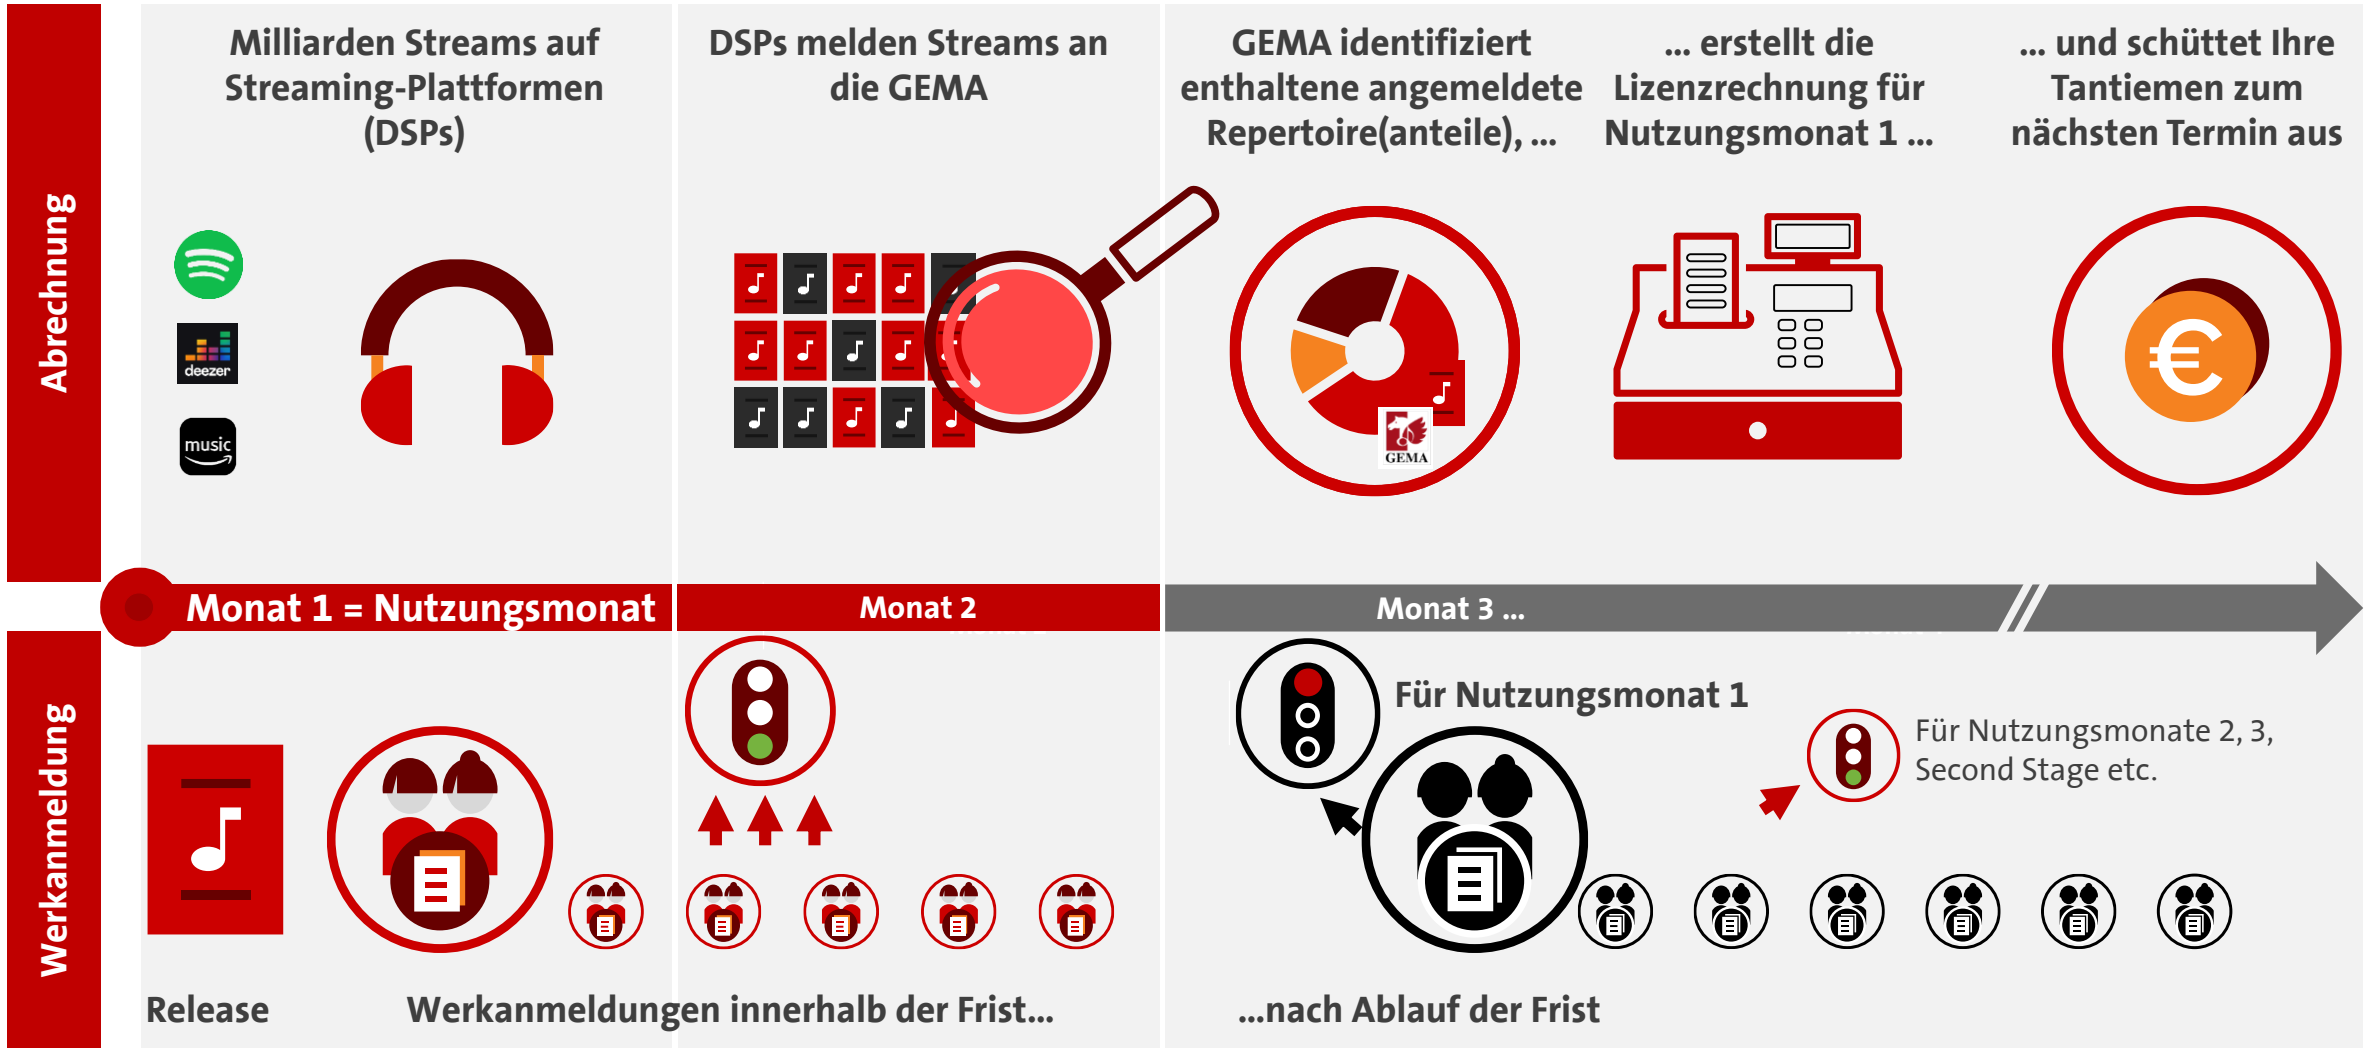 Milliarden Streams auf
Streaming-Plattformen
(DSPs)
DSPs melden Streams an
die GEMA
GEMA identifiziert
enthaltene angemeldete
Repertoire(anteile), ...
... erstellt die
Lizenzrechnung für
Nutzungsmonat 1 ...
... und schüttet Ihre
Tantiemen zum
nächsten Termin aus
Abrechnung
deezer
music
€
GEMA
Monat 1 = Nutzungsmonat
Monat 2
Monat 3 ...
Werkanmeldung
Für Nutzungsmonat 1
Für Nutzungsmonate 2, 3,
Second Stage etc.
Release
Werkanmeldungen innerhalb der Frist...
...nach Ablauf der Frist